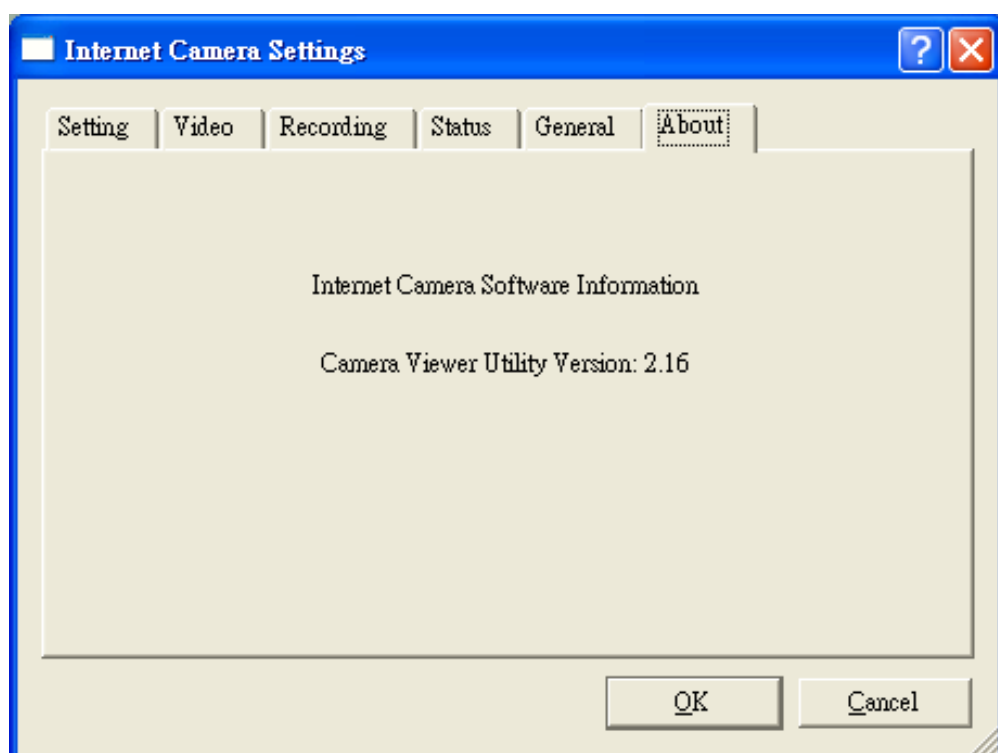 Internet Camera Settings
Setting Video Recording Status General About
Internet Camera Software Information
Camera Viewer Utility Version: 2.16
OK Cancel